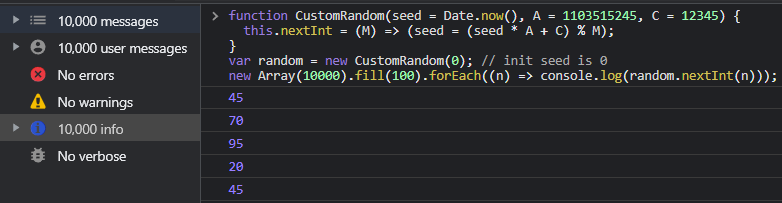 10,000 messages
10,000 user messages
No errors
No warnings
10,000 info
No verbose
> function CustomRandom(seed = Date.now(), A = 1103515245, C = 12345) {
this.nextInt = (M) => (seed = (seed * A + C) % M);
}
var random = new CustomRandom(0); // init seed is 0
new Array(10000).fill(100).forEach((n) => console.log(random.nextInt(n)));
45
70
95
20
45